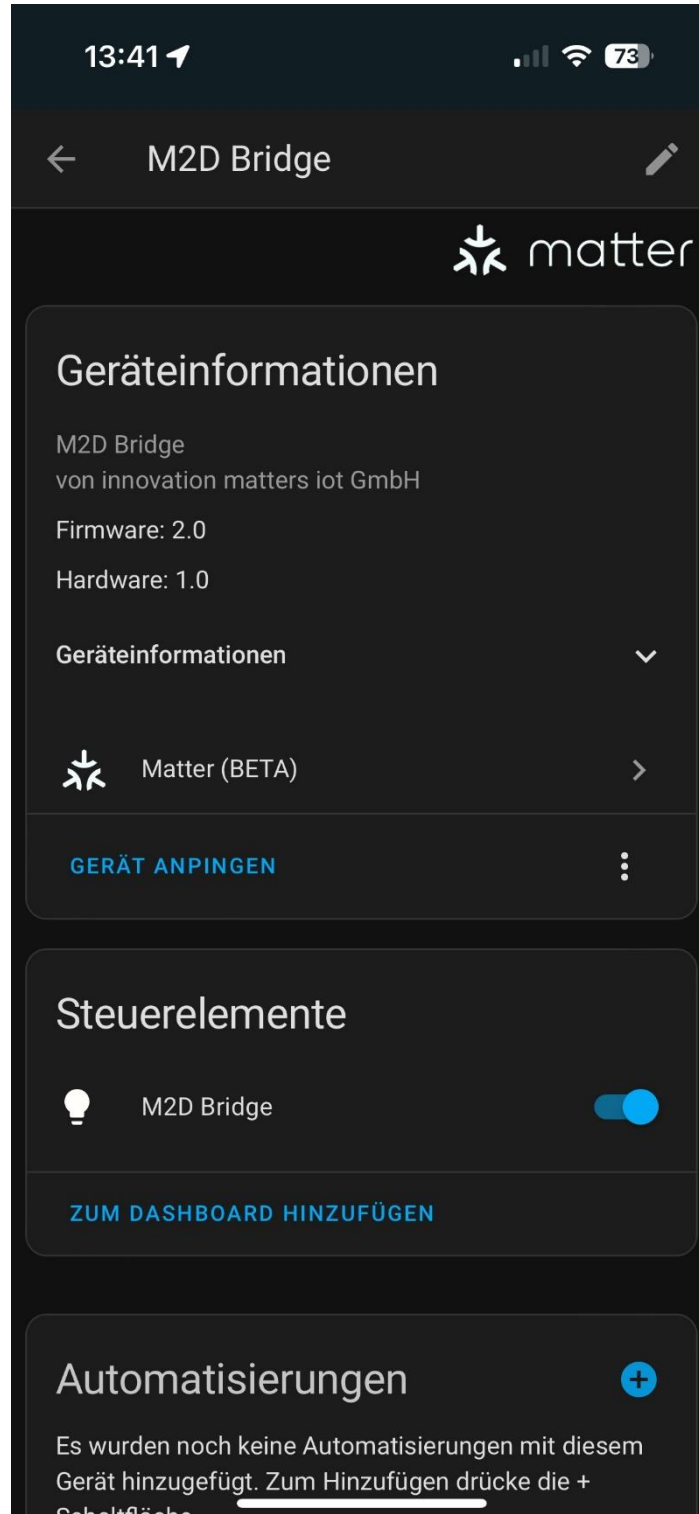 13:41
73
M2D Bridge
matter
Geräteinformationen
M2D Bridge
von innovation matters iot GmbH
Firmware: 2.0
Hardware: 1.0
Geräteinformationen
Matter (BETA)
GERÄT ANPINGEN
Steuerelemente
M2D Bridge
ZUM DASHBOARD HINZUFÜGEN
Automatisierungen
Es wurden noch keine Automatisierungen mit diesem
Gerät hinzugefügt. Zum Hinzufügen drücke die +